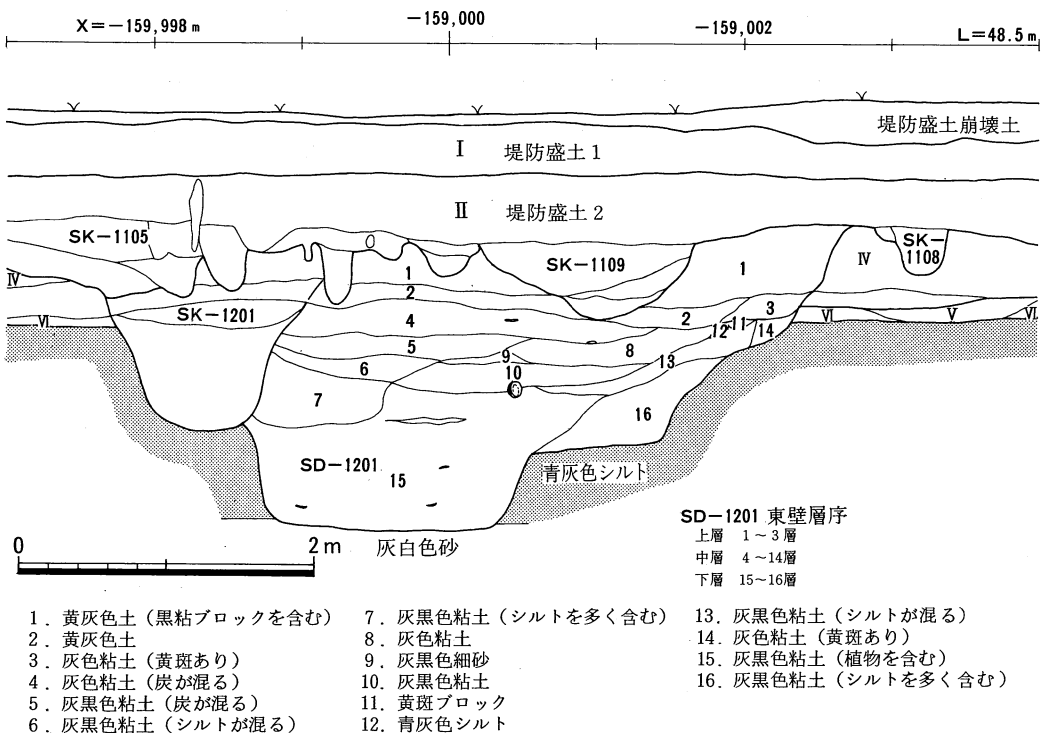 X=-159,998m
-159,000
-159,002
L=48.5m
堤防盛土崩壊土
I 堤防盛土1
II 堤防盛土2
SK-1105
SK-1109
SK-1108
IV
IV
1
1
2
2
3
SK-1201
4
5
6
7
8
9
10
11
12
13
14
16
VI
VI
V
VI
SD-1201
15
青灰色シルト
灰白色砂
0
2m
SD-1201 東壁層序
上層 1~3層
中層 4~14層
下層 15~16層
1. 黄灰色土(黒粘ブロックを含む)
2. 黄灰色土
3. 灰色粘土(黄斑あり)
4. 灰色粘土(炭が混る)
5. 灰黒色粘土(炭が混る)
6. 灰黒色粘土(シルトが混る)
7. 灰黒色粘土(シルトを多く含む)
8. 灰色粘土
9. 灰黒色細砂
10. 灰黒色粘土
11. 黄斑ブロック
12. 青灰色シルト
13. 灰黒色粘土(シルトが混る)
14. 灰色粘土(黄斑あり)
15. 灰黒色粘土(植物を含む)
16. 灰黒色粘土(シルトを多く含む)